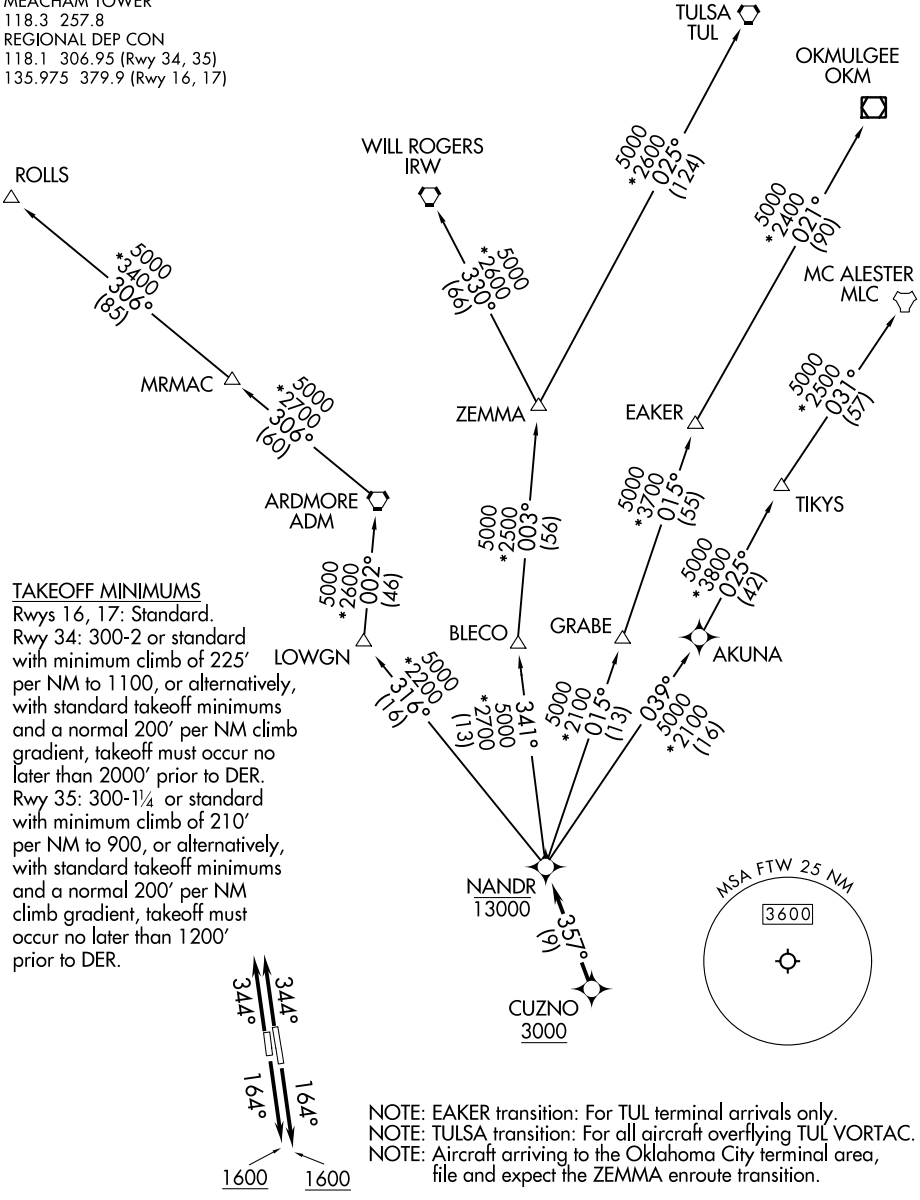 MEACHAM TOWER
118.3 257.8
REGIONAL DEP CON
118.1 306.95 (Rwy 34, 35)
135.975 379.9 (Rwy 16, 17)
TULSA
TUL
OKMULGEE
OKM
WILL ROGERS
IRW
ROLLS
5000
*2600
025°
(124)
5000
*2400
021°
(90)
MC ALESTER
MLC
5000
*2600
330°
(66)
5000
*3400
306°
(85)
MRMAC
5000
*2700
306°
(60)
ZEMMA
EAKER
5000
*2500
031°
(57)
ARDMORE
ADM
5000
*2500
003°
(56)
5000
*3700
015°
(55)
TIKYS
5000
*2600
002°
(46)
5000
*3800
025°
(42)
LOWGN
BLECO
GRABE
AKUNA
5000
*2200
316°
(16)
341°
5000
*2700
(13)
5000
*2100
015°
(13)
039°
5000
*2100
(16)
TAKEOFF MINIMUMS
Rwys 16, 17: Standard.
Rwy 34: 300-2 or standard
with minimum climb of 225'
per NM to 1100, or alternatively,
with standard takeoff minimums
and a normal 200' per NM climb
gradient, takeoff must occur no
later than 2000' prior to DER.
Rwy 35: 300-1¼ or standard
with minimum climb of 210'
per NM to 900, or alternatively,
with standard takeoff minimums
and a normal 200' per NM
climb gradient, takeoff must
occur no later than 1200'
prior to DER.
NANDR
13000
357°
(9)
CUZNO
3000
MSA FTW 25 NM
3600
344°
344°
164°
164°
1600
1600
NOTE: EAKER transition: For TUL terminal arrivals only.
NOTE: TULSA transition: For all aircraft overflying TUL VORTAC.
NOTE: Aircraft arriving to the Oklahoma City terminal area,
file and expect the ZEMMA enroute transition.